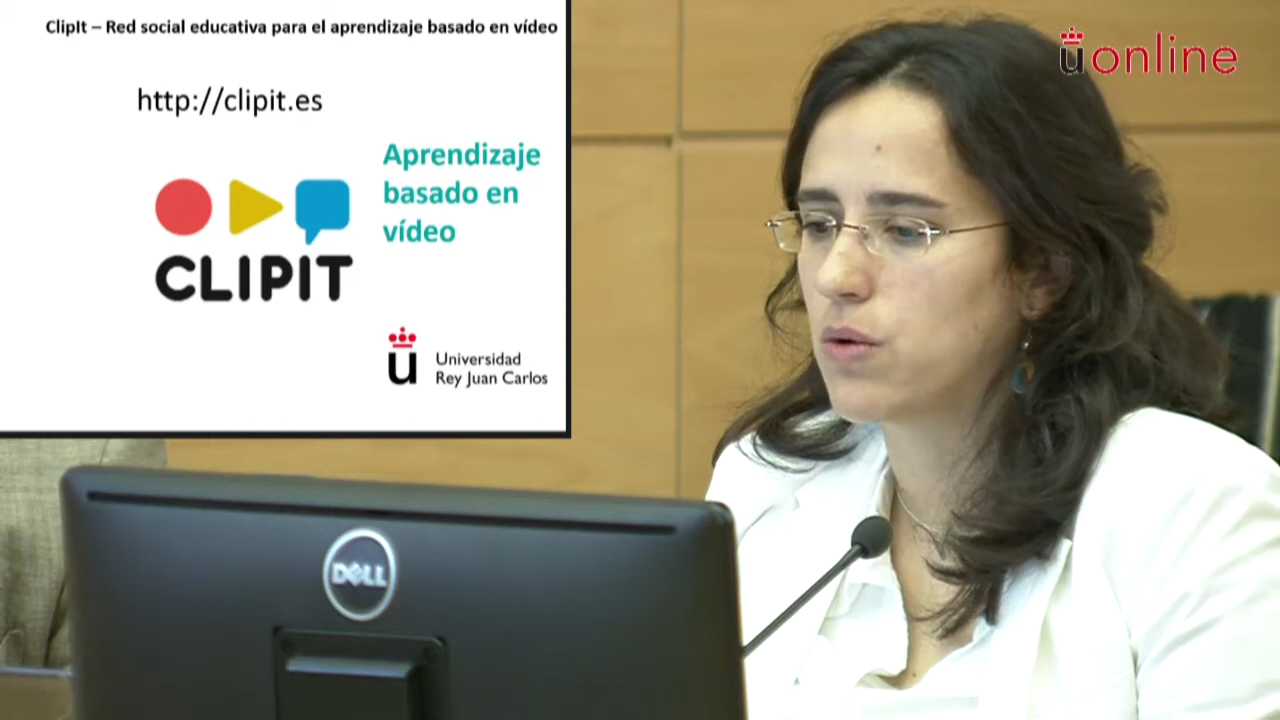 ClipIt – Red social educativa para el aprendizaje basado en vídeo
http://clipit.es
Aprendizaje
basado en
vídeo
CLIPIT
u Universidad
Rey Juan Carlos
uonline
DELL